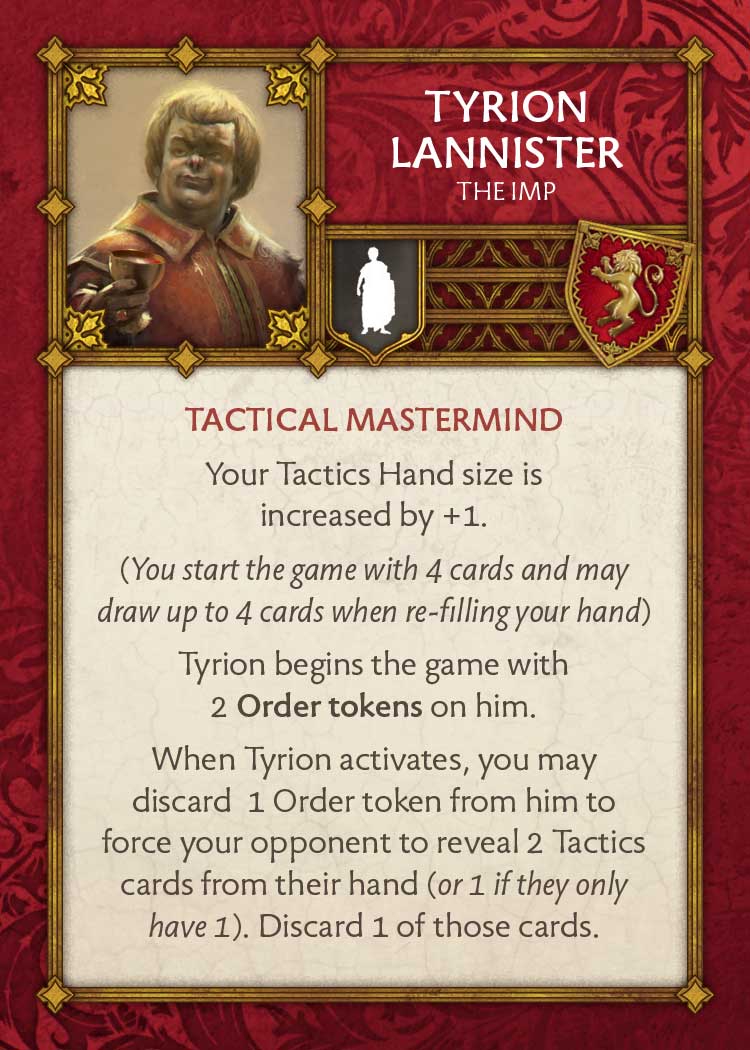 TYRION
LANNISTER
THE IMP
TACTICAL MASTERMIND
Your Tactics Hand size is
increased by +1.
(You start the game with 4 cards and may
draw up to 4 cards when re-filling your hand)
Tyrion begins the game with
2 Order tokens on him.
When Tyrion activates, you may
discard 1 Order token from him to
force your opponent to reveal 2 Tactics
cards from their hand (or 1 if they only
have 1). Discard 1 of those cards.